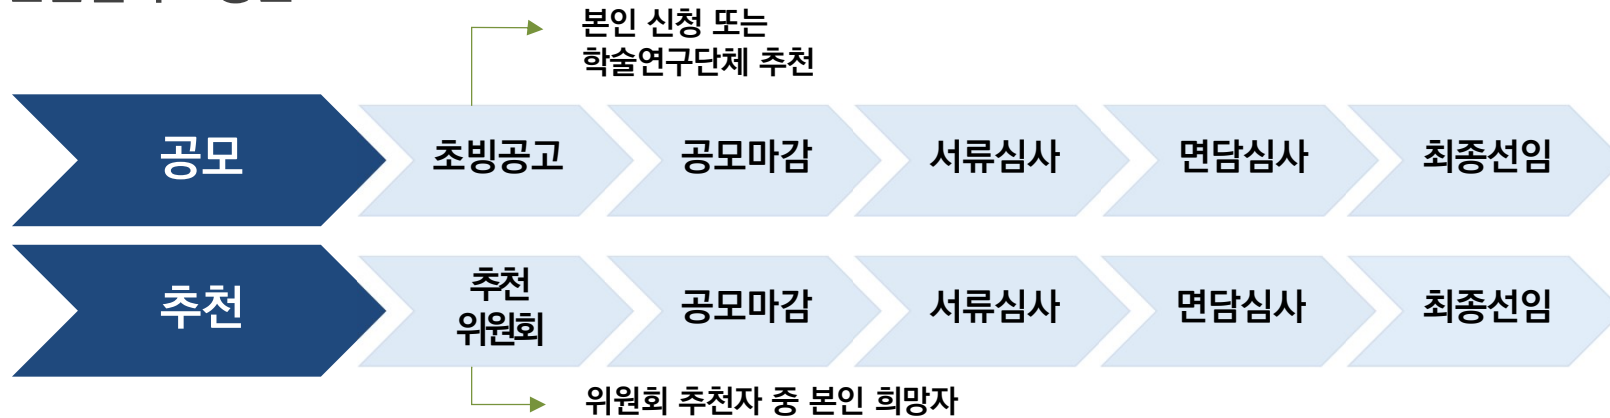 본인 신청 또는
학술연구단체 추천
공모
초빙공고
공모마감
서류심사
면담심사
최종선임
추천
추천
위원회
공모마감
서류심사
면담심사
최종선임
위원회 추천자 중 본인 희망자